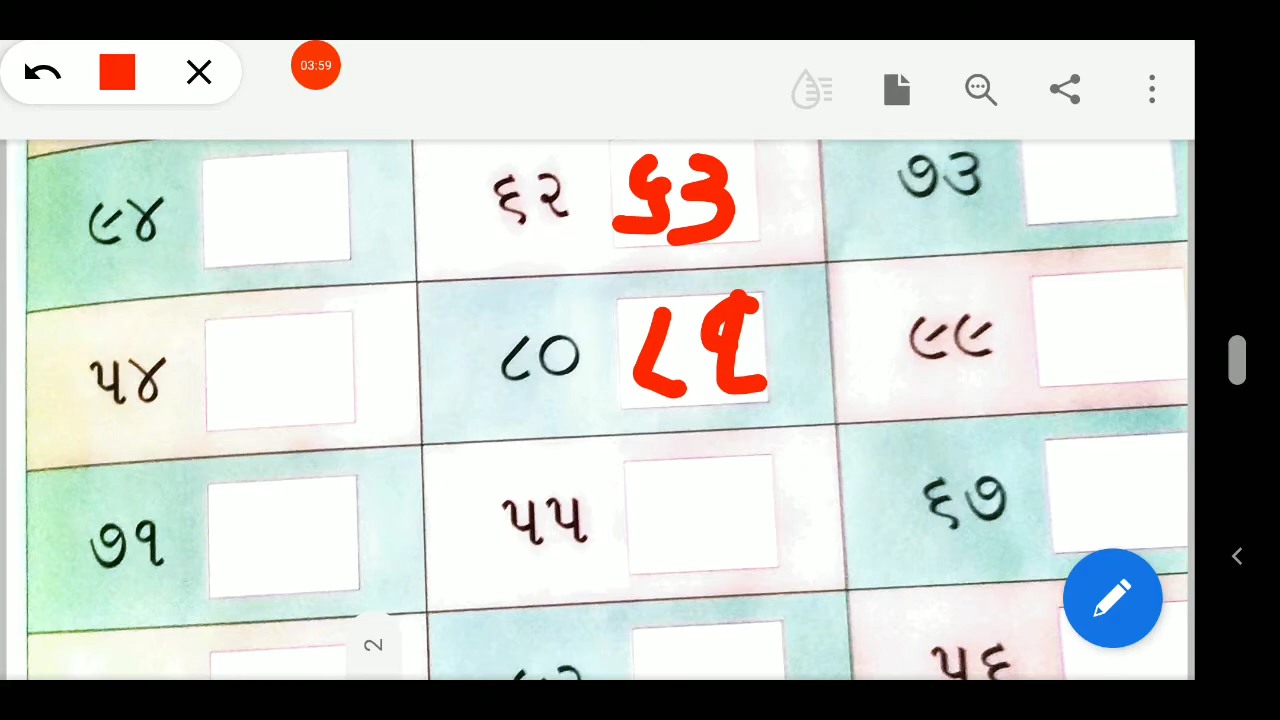 03:59
૯૪ ૬૨ ૬૩ ૭૩
૫૪ ૮૦ ૮૧ ૯૯
૭૧ ૫૫ ૬૭
૫૬
2